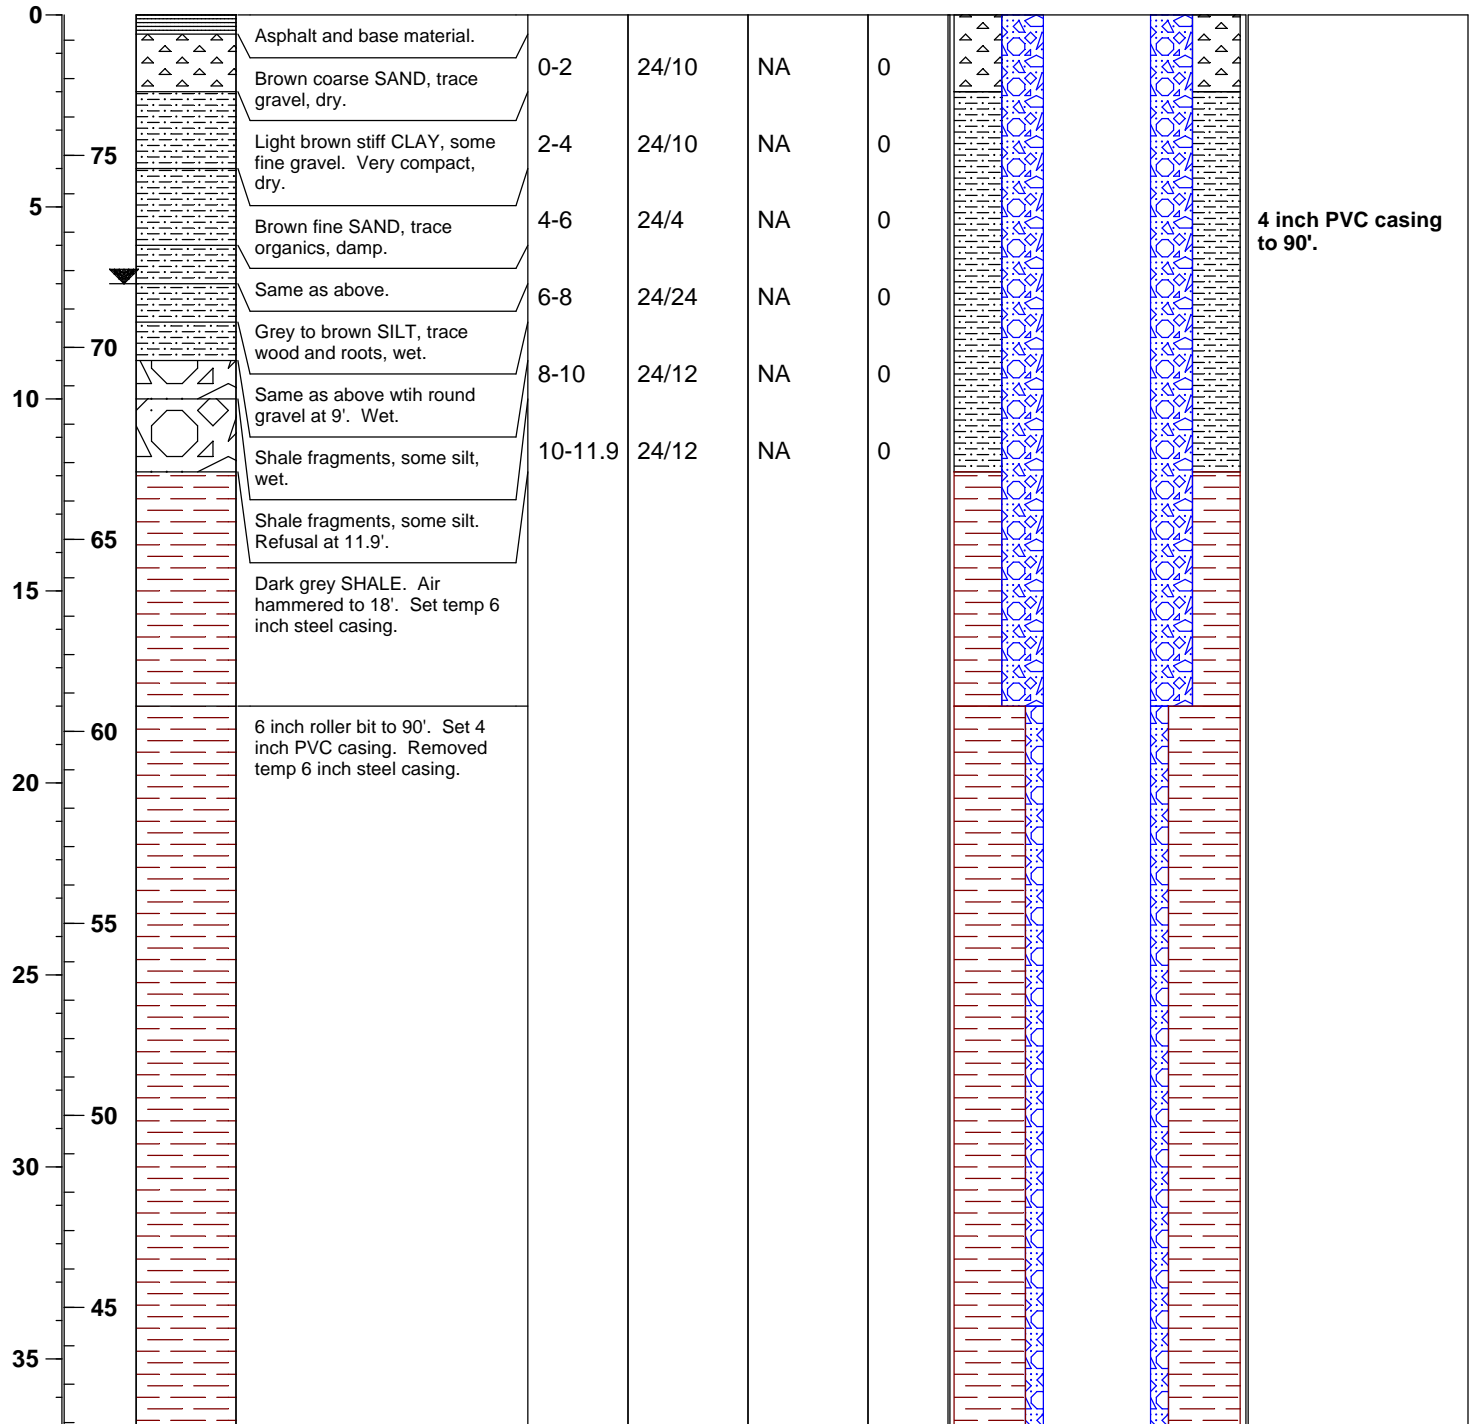 0
Asphalt and base material.
0-2 24/10 NA 0
Brown coarse SAND, trace
gravel, dry.
75
Light brown stiff CLAY, some
fine gravel. Very compact,
dry.
2-4 24/10 NA 0
5
Brown fine SAND, trace
organics, damp.
4-6 24/4 NA 0
4 inch PVC casing
to 90'.
Same as above.
6-8 24/24 NA 0
70
Grey to brown SILT, trace
wood and roots, wet.
8-10 24/12 NA 0
10
Same as above wtih round
gravel at 9'. Wet.
10-11.9 24/12 NA 0
Shale fragments, some silt,
wet.
65
Shale fragments, some silt.
Refusal at 11.9'.
15
Dark grey SHALE. Air
hammered to 18'. Set temp 6
inch steel casing.
60
6 inch roller bit to 90'. Set 4
inch PVC casing. Removed
temp 6 inch steel casing.
20
55
25
50
30
45
35